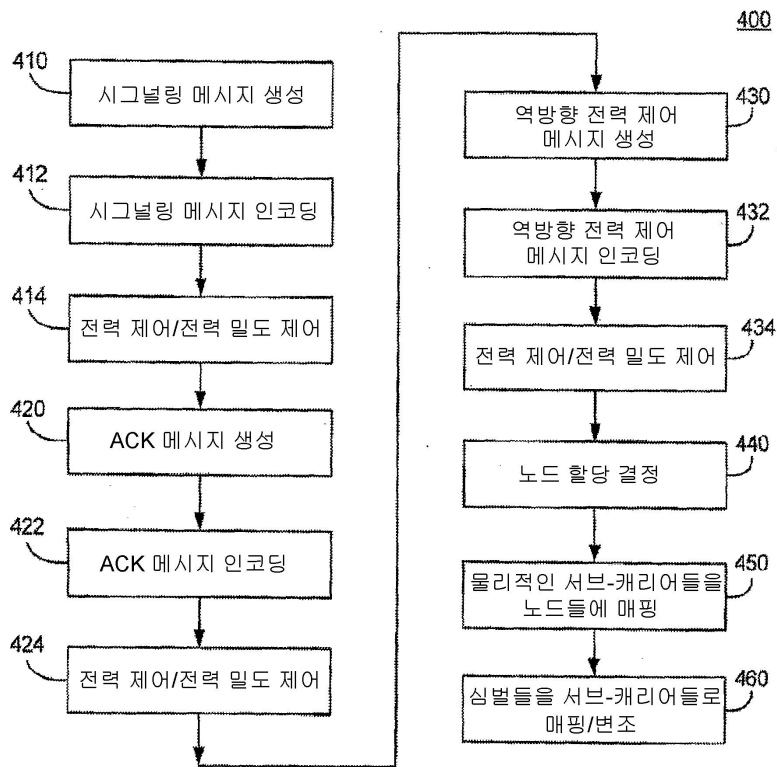 400
410
시그널링 메시지 생성
412
시그널링 메시지 인코딩
414
전력 제어/전력 밀도 제어
420
ACK 메시지 생성
422
ACK 메시지 인코딩
424
전력 제어/전력 밀도 제어
430
역방향 전력 제어
메시지 생성
432
역방향 전력 제어
메시지 인코딩
434
전력 제어/전력 밀도 제어
440
노드 할당 결정
450
물리적인 서브-캐리어들을
노드들에 매핑
460
심벌들을 서브-캐리어들로
매핑/변조